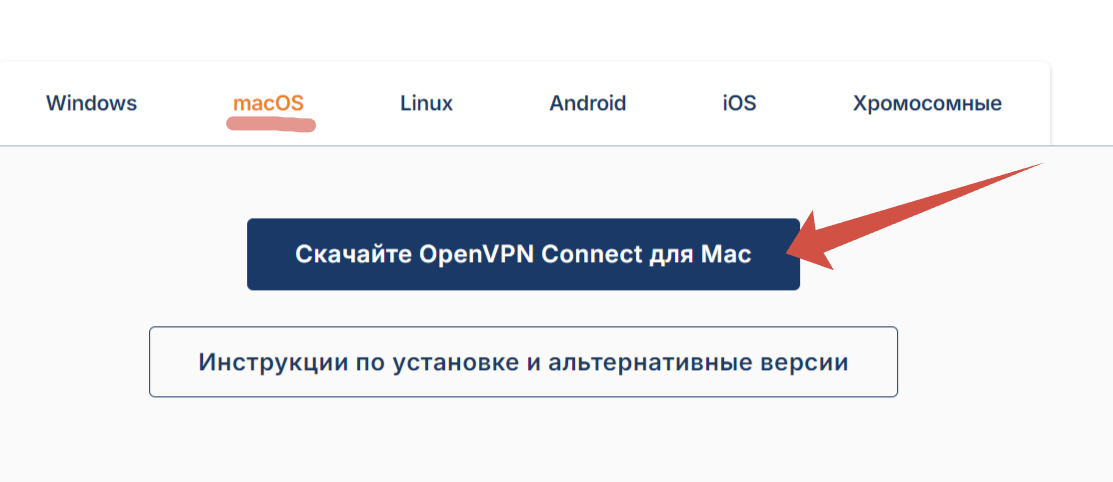 Windows macOS Linux Android iOS Хромосомные
Скачайте OpenVPN Connect для Mac
Инструкции по установке и альтернативные версии